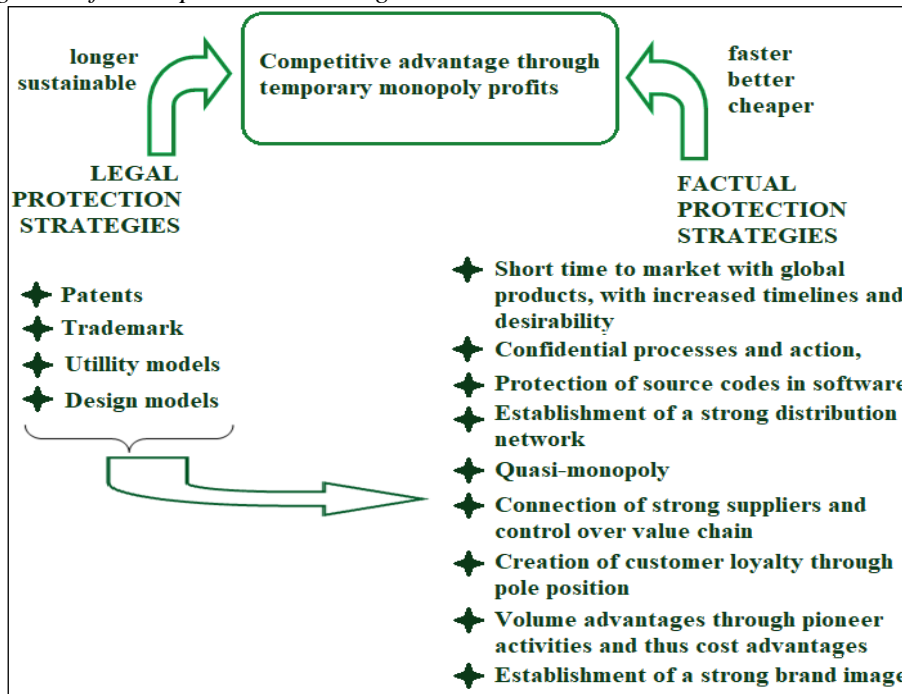 longer
sustainable
Competitive advantage through
temporary monopoly profits
faster
better
cheaper
LEGAL
PROTECTION
STRATEGIES
FACTUAL
PROTECTION
STRATEGIES
Patents
Trademark
Utillity models
Design models
Short time to market with global
products, with increased timelines and
desirability
Confidential processes and action,
Protection of source codes in software
Establishment of a strong distribution
network
Quasi-monopoly
Connection of strong suppliers and
control over value chain
Creation of customer loyalty through
pole position
Volume advantages through pioneer
activities and thus cost advantages
Establishment of a strong brand image